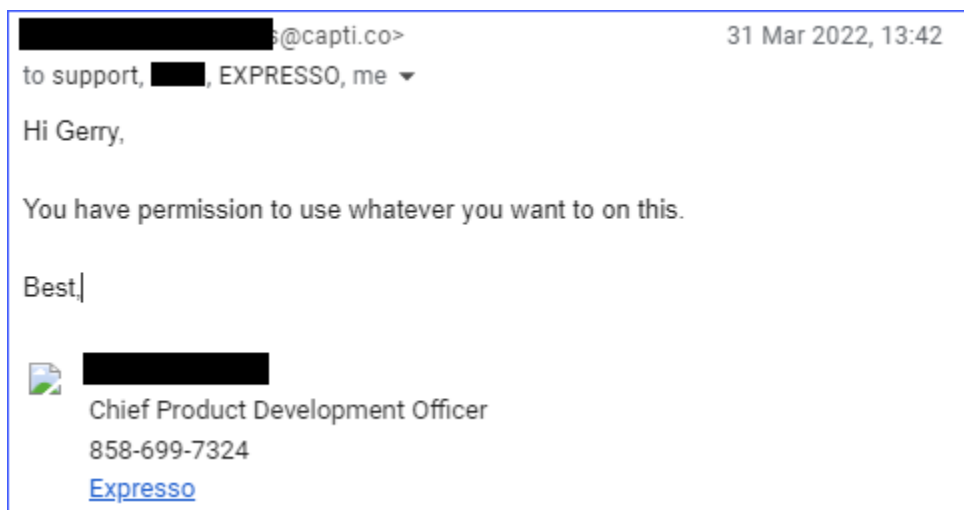 s@capti.co> 31 Mar 2022, 13:42
to support, , EXPRESSO, me
Hi Gerry,
You have permission to use whatever you want to on this.
Best,
Chief Product Development Officer
858-699-7324
Expresso